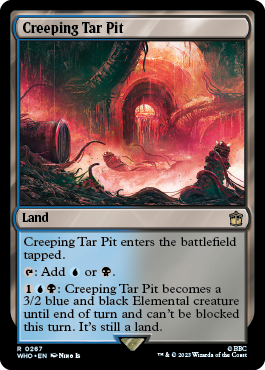 Creeping Tar Pit
Land
Creeping Tar Pit enters the battlefield
tapped.
: Add or .
1 : Creeping Tar Pit becomes a
3/2 blue and black Elemental creature
until end of turn and can't be blocked
this turn. It's still a land.
R 0267
WHO • EN Nino Is
© BBC
™ & © 2023 Wizards of the Coast